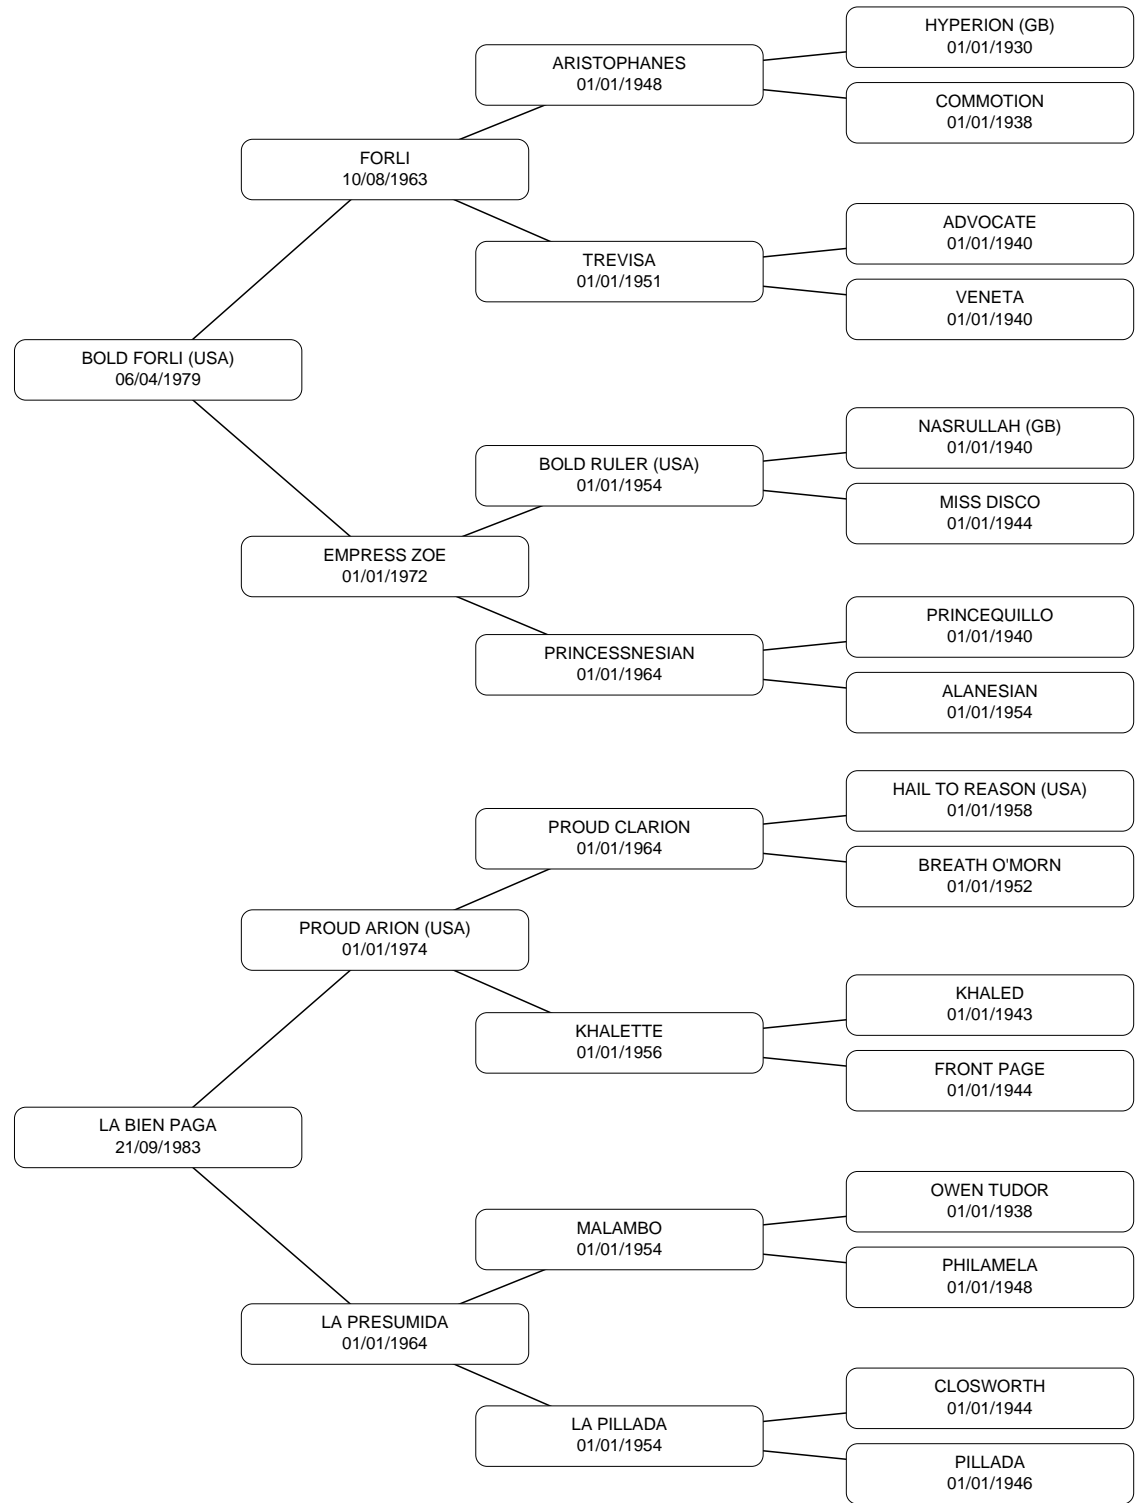 HYPERION (GB)
01/01/1930
ARISTOPHANES
01/01/1948
COMMOTION
01/01/1938
FORLI
10/08/1963
ADVOCATE
01/01/1940
TREVISA
01/01/1951
VENETA
01/01/1940
BOLD FORLI (USA)
06/04/1979
NASRULLAH (GB)
01/01/1940
BOLD RULER (USA)
01/01/1954
MISS DISCO
01/01/1944
EMPRESS ZOE
01/01/1972
PRINCEQUILLO
01/01/1940
PRINCESSNESIAN
01/01/1964
ALANESIAN
01/01/1954
HAIL TO REASON (USA)
01/01/1958
PROUD CLARION
01/01/1964
BREATH O'MORN
01/01/1952
PROUD ARION (USA)
01/01/1974
KHALED
01/01/1943
KHALETTE
01/01/1956
FRONT PAGE
01/01/1944
LA BIEN PAGA
21/09/1983
OWEN TUDOR
01/01/1938
MALAMBO
01/01/1954
PHILAMELA
01/01/1948
LA PRESUMIDA
01/01/1964
CLOSWORTH
01/01/1944
LA PILLADA
01/01/1954
PILLADA
01/01/1946